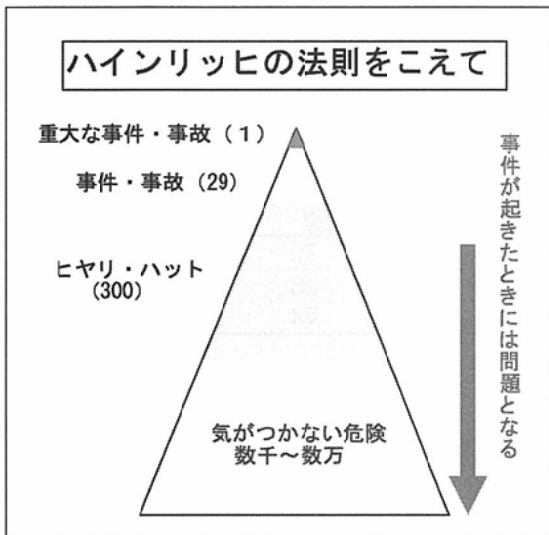 ハインリッヒの法則をこえて
重大な事件・事故（1）
事件・事故（29）
ヒヤリ・ハット
(300)
気がつかない危険
数千～数万
事件が起きたときには問題となる